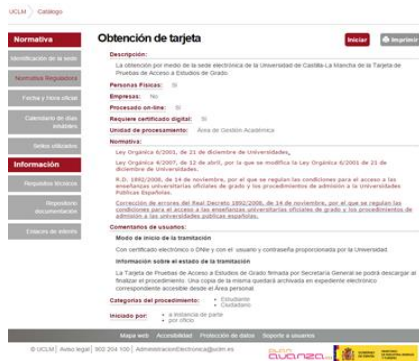 UCLM Catálogo
Normativa
Identificación de la sede
Normativa Reguladora
Fecha y Hora oficial
Calendario de días inhábiles
Sellos utilizados
Información
Requisitos técnicos
Repositorio documentación
Enlaces de interés
Obtención de tarjeta
Iniciar
Imprimir
Descripción:
La obtención por medio de la sede electrónica de la Universidad de Castilla-La Mancha de la Tarjeta de
Pruebas de Acceso a Estudios de Grado.
Personas Físicas: Si
Empresas: No
Procesado on-line: Si
Requiere certificado digital: Si
Unidad de procesamiento: Área de Gestión Académica
Normativa:
Ley Orgánica 6/2001, de 21 de diciembre de Universidades,
Ley Orgánica 4/2007, de 12 de abril, por la que se modifica la Ley Orgánica 6/2001 de 21 de
diciembre de Universidades.
R.D. 1892/2008, de 14 de noviembre, por el que se regulan las condiciones para el acceso a las
enseñanzas universitarias oficiales de grado y los procedimientos de admisión a la Universidades
Públicas Españolas.
Corrección de errores del Real Decreto 1892/2008, de 14 de noviembre, por el que se regulan las
condiciones para el acceso a las enseñanzas universitarias oficiales de grado y los procedimientos de
admisión a las universidades públicas españolas.
Comentarios de usuarios:
Modo de inicio de la tramitación
Con certificado electrónico o DNIe y con el usuario y contraseña proporcionada por la Universidad.
Información sobre el estado de la tramitación
La Tarjeta de Pruebas de Acceso a Estudios de Grado firmada por Secretaría General se podrá descargar al
finalizar el procedimiento. Una copia de la misma quedará archivada en expediente electrónico
correspondiente accesible desde el Área personal.
Categorías del procedimiento:
• Estudiante
• Ciudadano
Iniciado por:
• a instancia de parte
• por oficio
Mapa web Accesibilidad Protección de datos Soporte a usuarios
© UCLM | Aviso legal | 902 204 100 | AdministracionElectronica@uclm.es
avanza